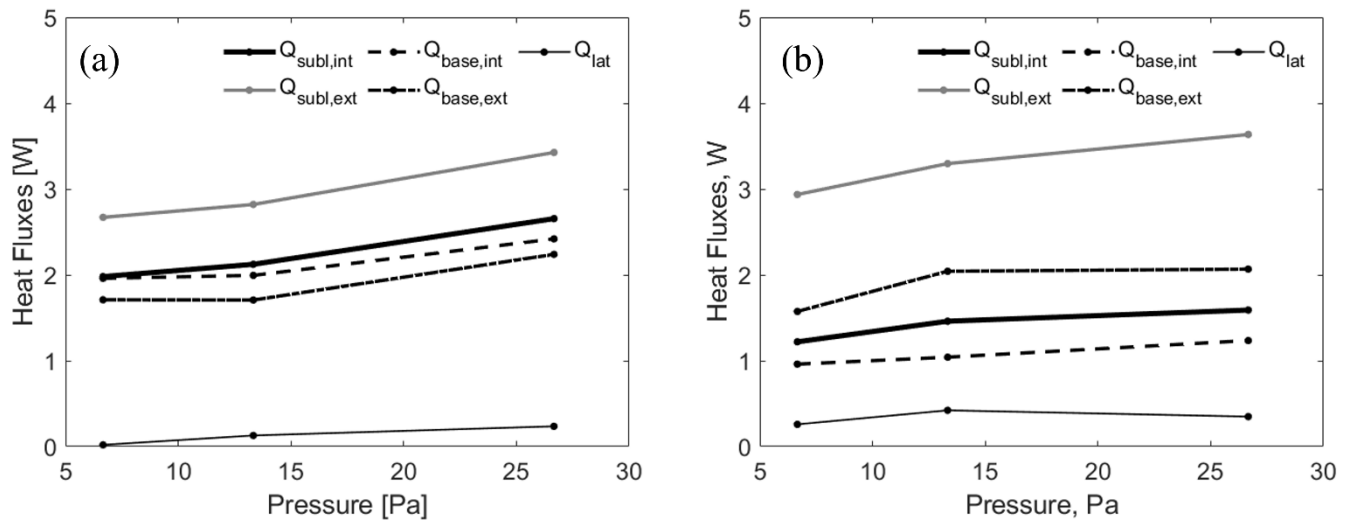 (a)
Q_subl,int Q_base,int Q_lat
Q_subl,ext Q_base,ext
5
4
3
2
1
0
Heat Fluxes [W]
5 10 15 20 25 30
Pressure [Pa]
(b)
Q_subl,int Q_base,int Q_lat
Q_subl,ext Q_base,ext
5
4
3
2
1
0
Heat Fluxes, W
5 10 15 20 25 30
Pressure, Pa